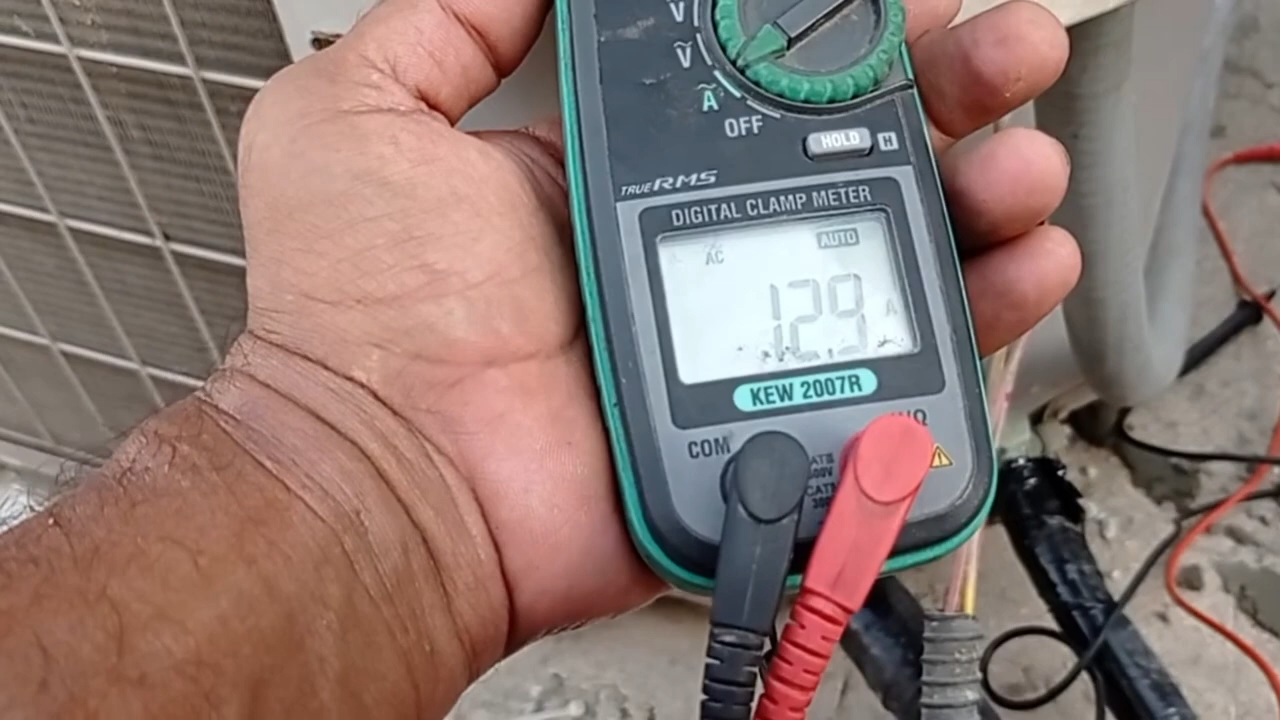 V
Ṽ
Ã
OFF
HOLD H
TRUE RMS
DIGITAL CLAMP METER
AC AUTO
12.9 A
KEW 2007R
COM